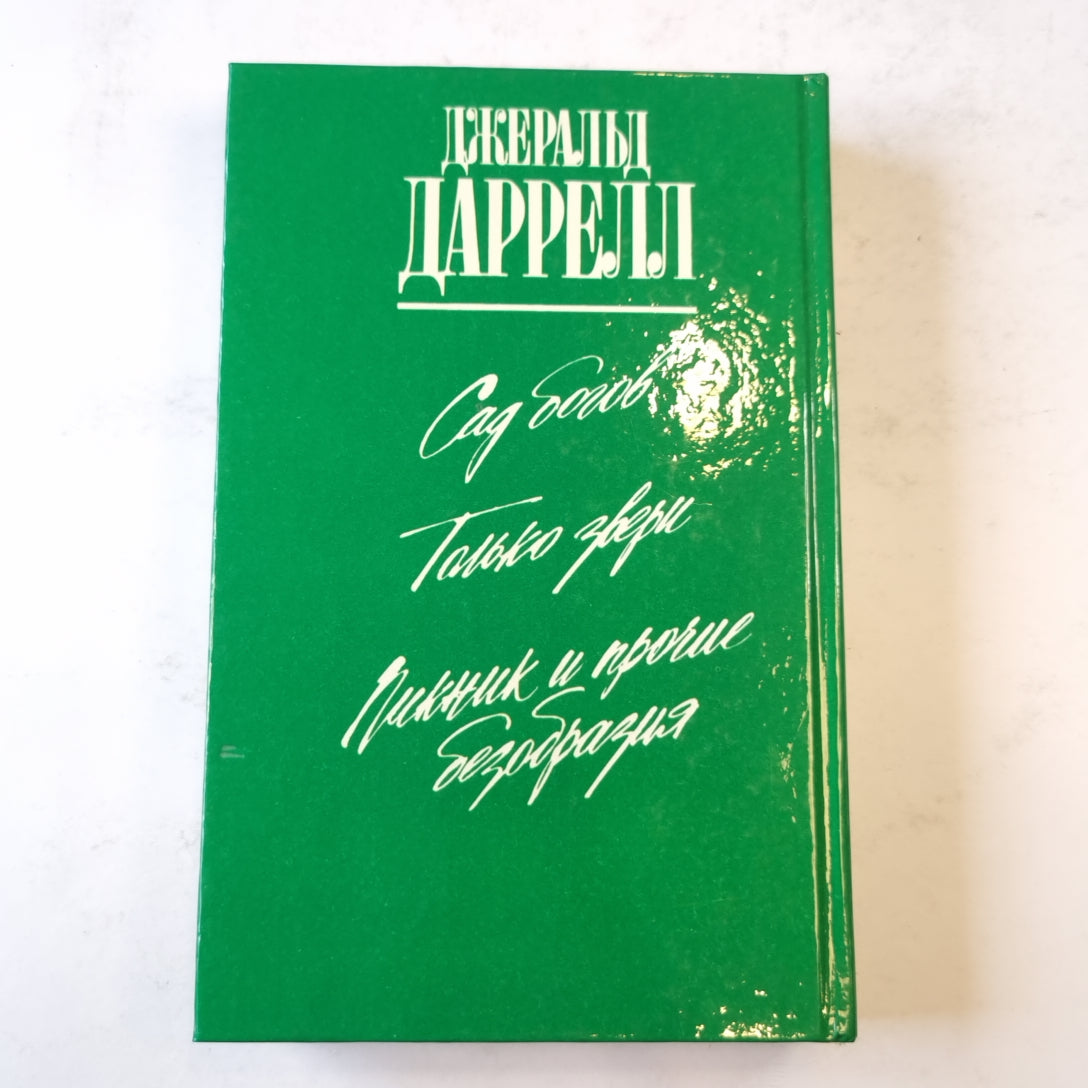 ДЖЕРАЛЬД
ДАРРЕЛЛ
Сад богов
Только звери
Пикник и прочие
безобразия